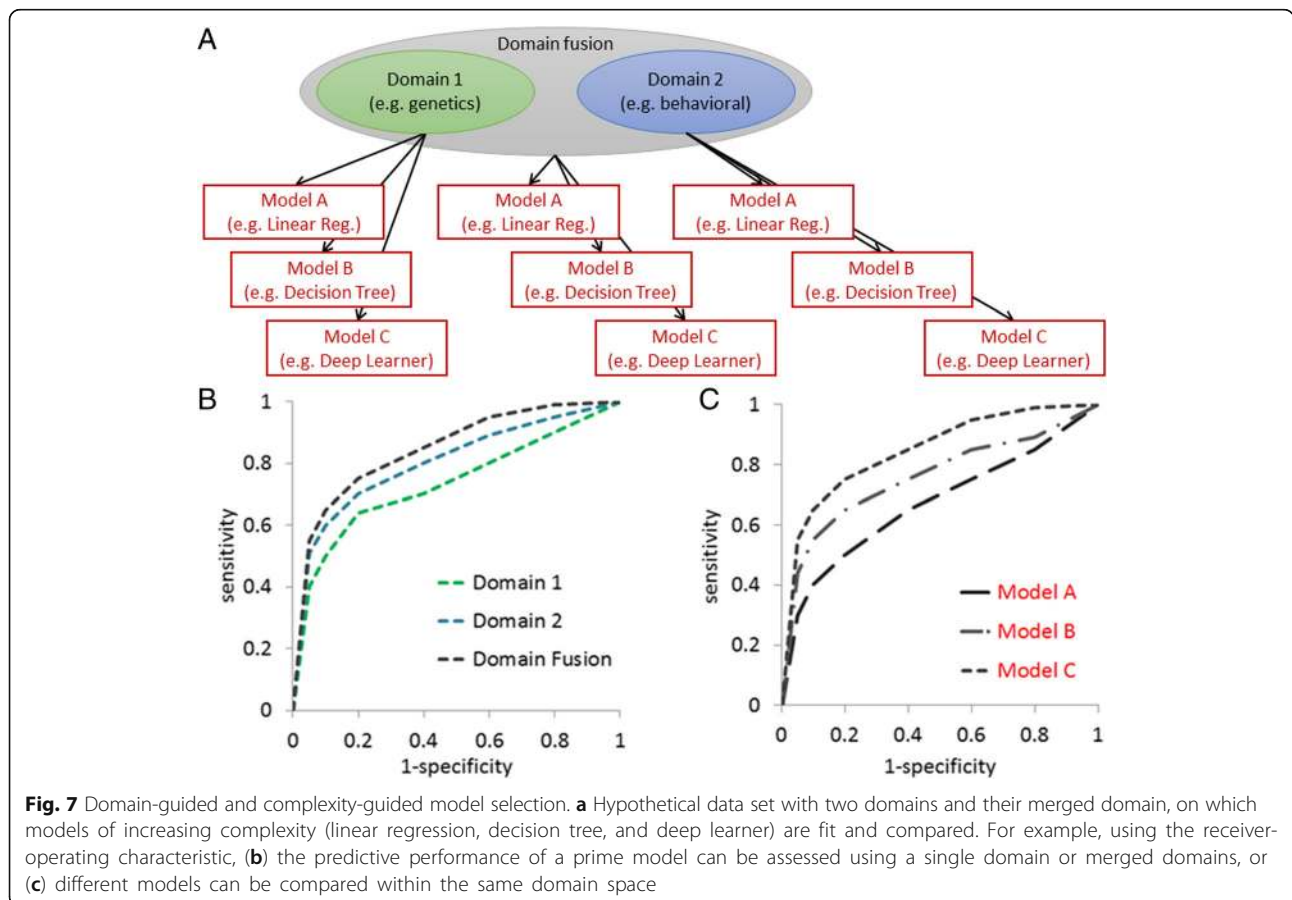 A
Domain fusion
Domain 1
(e.g. genetics)
Domain 2
(e.g. behavioral)
Model A
(e.g. Linear Reg.)
Model B
(e.g. Decision Tree)
Model C
(e.g. Deep Learner)
Model A
(e.g. Linear Reg.)
Model B
(e.g. Decision Tree)
Model C
(e.g. Deep Learner)
Model A
(e.g. Linear Reg.)
Model B
(e.g. Decision Tree)
Model C
(e.g. Deep Learner)
B
sensitivity
1
0.8
0.6
0.4
0.2
0
0 0.2 0.4 0.6 0.8 1
1-specificity
Domain 1
Domain 2
Domain Fusion
C
sensitivity
1
0.8
0.6
0.4
0.2
0
0 0.2 0.4 0.6 0.8 1
1-specificity
Model A
Model B
Model C
Fig. 7 Domain-guided and complexity-guided model selection. a Hypothetical data set with two domains and their merged domain, on which
models of increasing complexity (linear regression, decision tree, and deep learner) are fit and compared. For example, using the receiver-
operating characteristic, (b) the predictive performance of a prime model can be assessed using a single domain or merged domains, or
(c) different models can be compared within the same domain space